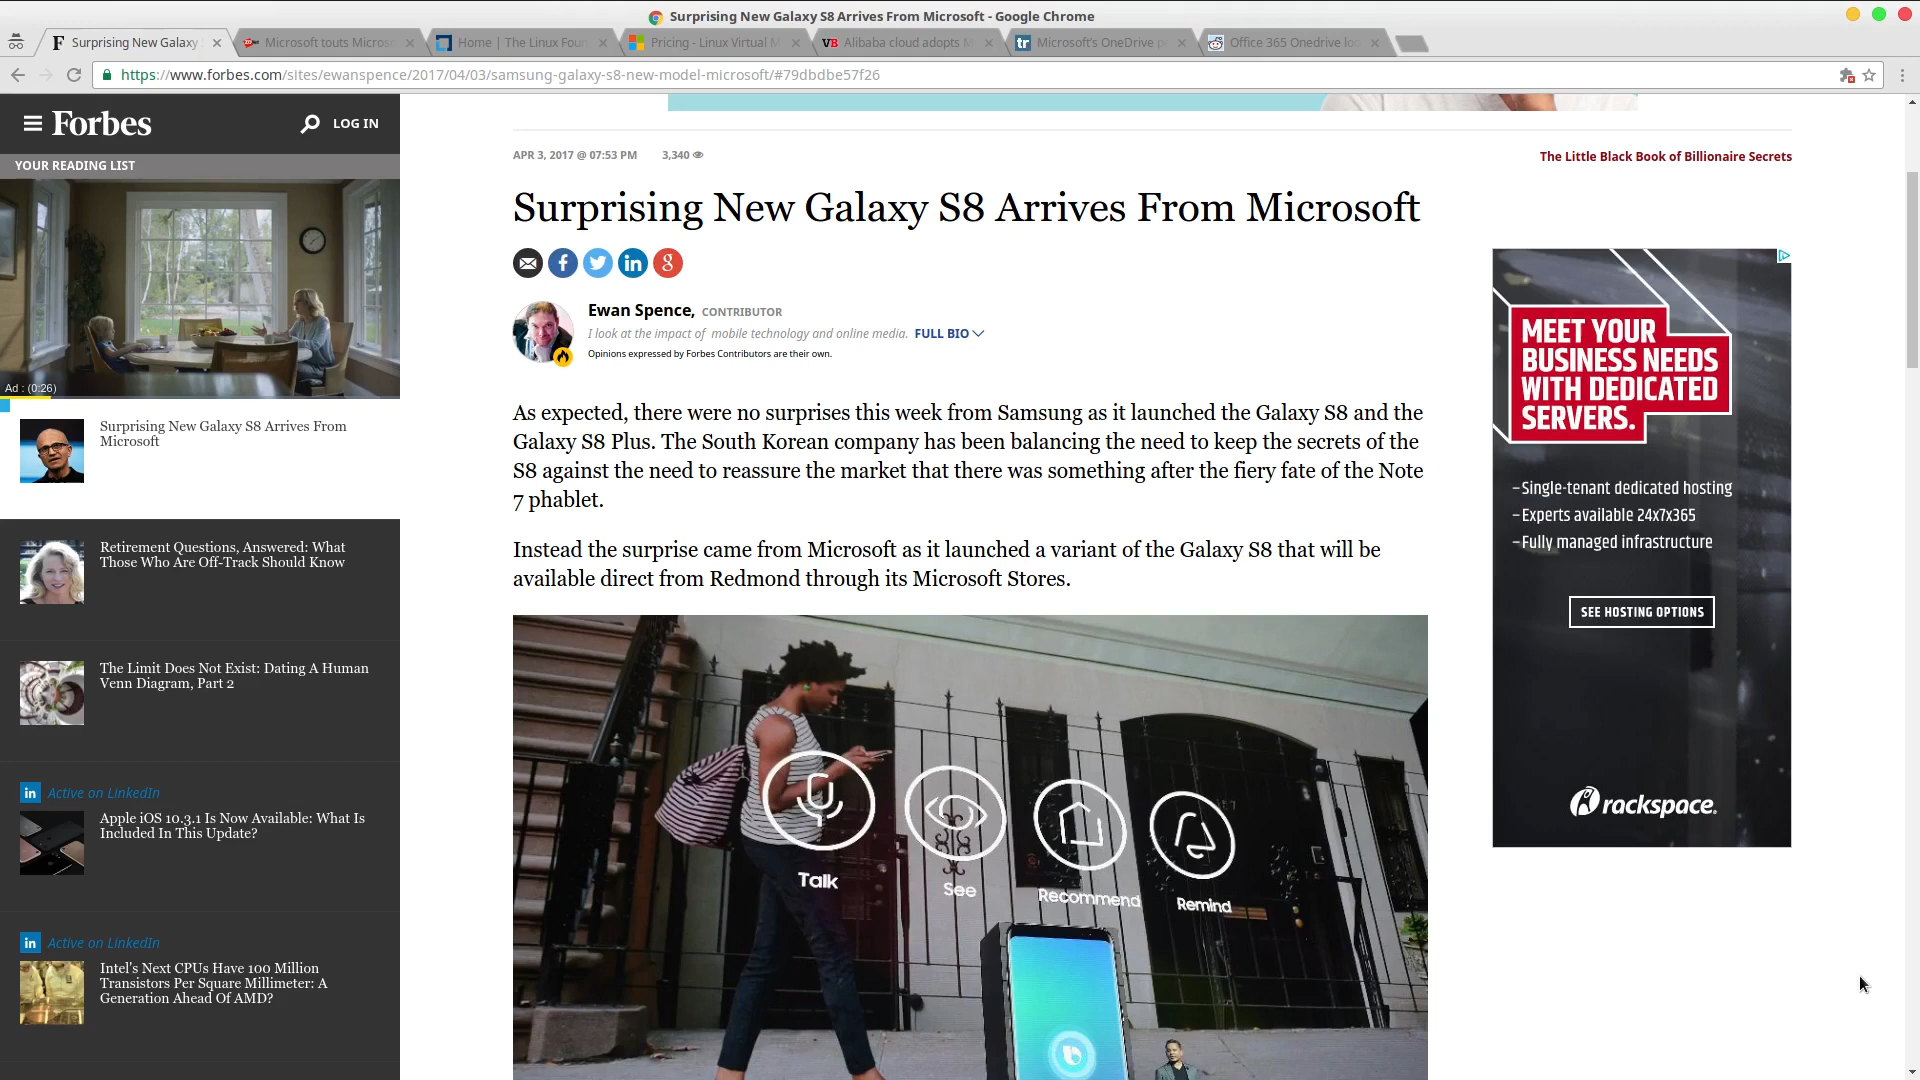 Surprising New Galaxy S8 Arrives From Microsoft - Google Chrome
Surprising New Galaxy
Microsoft touts Micros
Home | The Linux Foun
Pricing - Linux Virtual M
Alibaba cloud adopts M
Microsoft's OneDrive p
Office 365 Onedrive lo
https://www.forbes.com/sites/ewanspence/2017/04/03/samsung-galaxy-s8-new-model-microsoft/#79dbdbe57f26
Forbes
LOG IN
YOUR READING LIST
Ad : (0:26)
Surprising New Galaxy S8 Arrives From
Microsoft
Retirement Questions, Answered: What
Those Who Are Off-Track Should Know
The Limit Does Not Exist: Dating A Human
Venn Diagram, Part 2
in Active on LinkedIn
Apple iOS 10.3.1 Is Now Available: What Is
Included In This Update?
in Active on LinkedIn
Intel's Next CPUs Have 100 Million
Transistors Per Square Millimeter: A
Generation Ahead Of AMD?
APR 3, 2017 @ 07:53 PM 3,340
The Little Black Book of Billionaire Secrets
Surprising New Galaxy S8 Arrives From Microsoft
Ewan Spence, CONTRIBUTOR
I look at the impact of mobile technology and online media. FULL BIO
Opinions expressed by Forbes Contributors are their own.
As expected, there were no surprises this week from Samsung as it launched the Galaxy S8 and the
Galaxy S8 Plus. The South Korean company has been balancing the need to keep the secrets of the
S8 against the need to reassure the market that there was something after the fiery fate of the Note
7 phablet.
Instead the surprise came from Microsoft as it launched a variant of the Galaxy S8 that will be
available direct from Redmond through its Microsoft Stores.
Talk
See
Recommend
Remind
MEET YOUR
BUSINESS NEEDS
WITH DEDICATED
SERVERS.
–Single-tenant dedicated hosting
–Experts available 24x7x365
–Fully managed infrastructure
SEE HOSTING OPTIONS
rackspace.